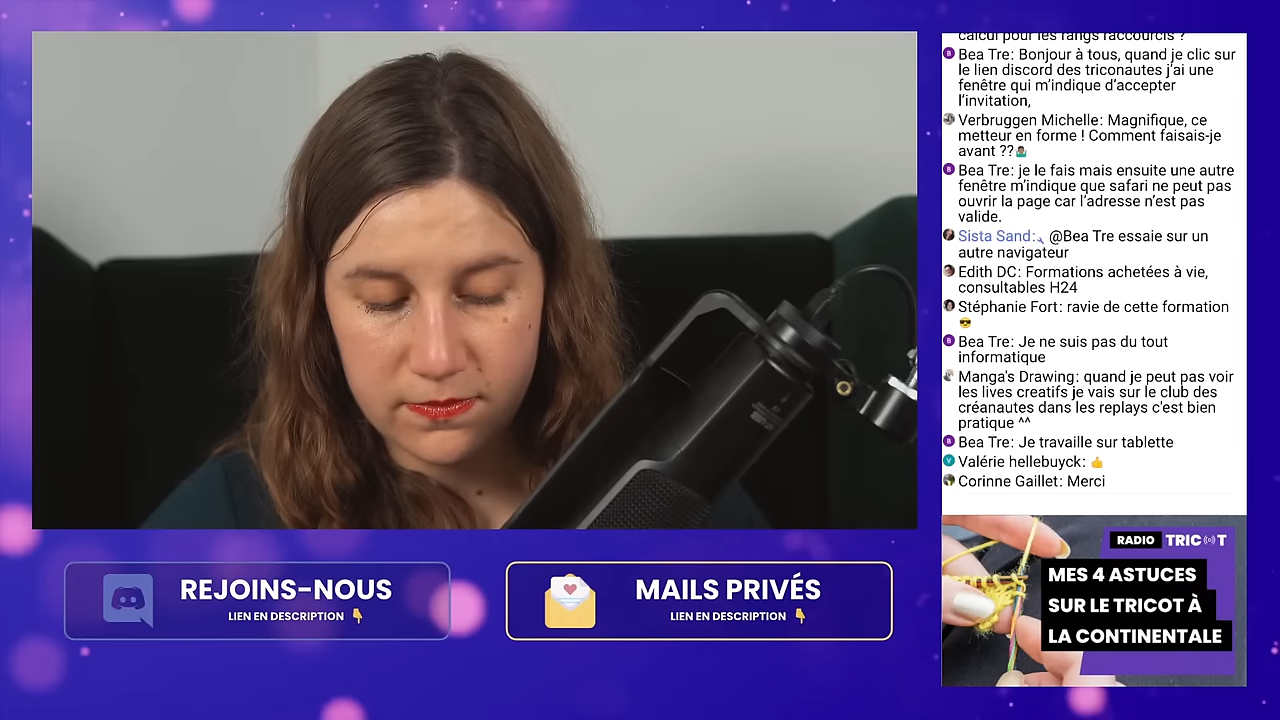 calcul pour les rangs raccourcis ?
Bea Tre: Bonjour à tous, quand je clic sur
le lien discord des triconautes j'ai une
fenêtre qui m'indique d'accepter
l'invitation,
Verbruggen Michelle: Magnifique, ce
metteur en forme ! Comment faisais-je
avant ??🤷🏽‍♂️
Bea Tre: je le fais mais ensuite une autre
fenêtre m'indique que safari ne peut pas
ouvrir la page car l'adresse n'est pas
valide.
Sista Sand: @Bea Tre essaie sur un
autre navigateur
Edith DC: Formations achetées à vie,
consultables H24
Stéphanie Fort: ravie de cette formation
😎
Bea Tre: Je ne suis pas du tout
informatique
Manga's Drawing: quand je peut pas voir
les lives creatifs je vais sur le club des
créanautes dans les replays c'est bien
pratique ^^
Bea Tre: Je travaille sur tablette
Valérie hellebuyck: 👍
Corinne Gaillet: Merci
RADIO TRICOT
MES 4 ASTUCES
SUR LE TRICOT À
LA CONTINENTALE
REJOINS-NOUS
LIEN EN DESCRIPTION 👇
MAILS PRIVÉS
LIEN EN DESCRIPTION 👇